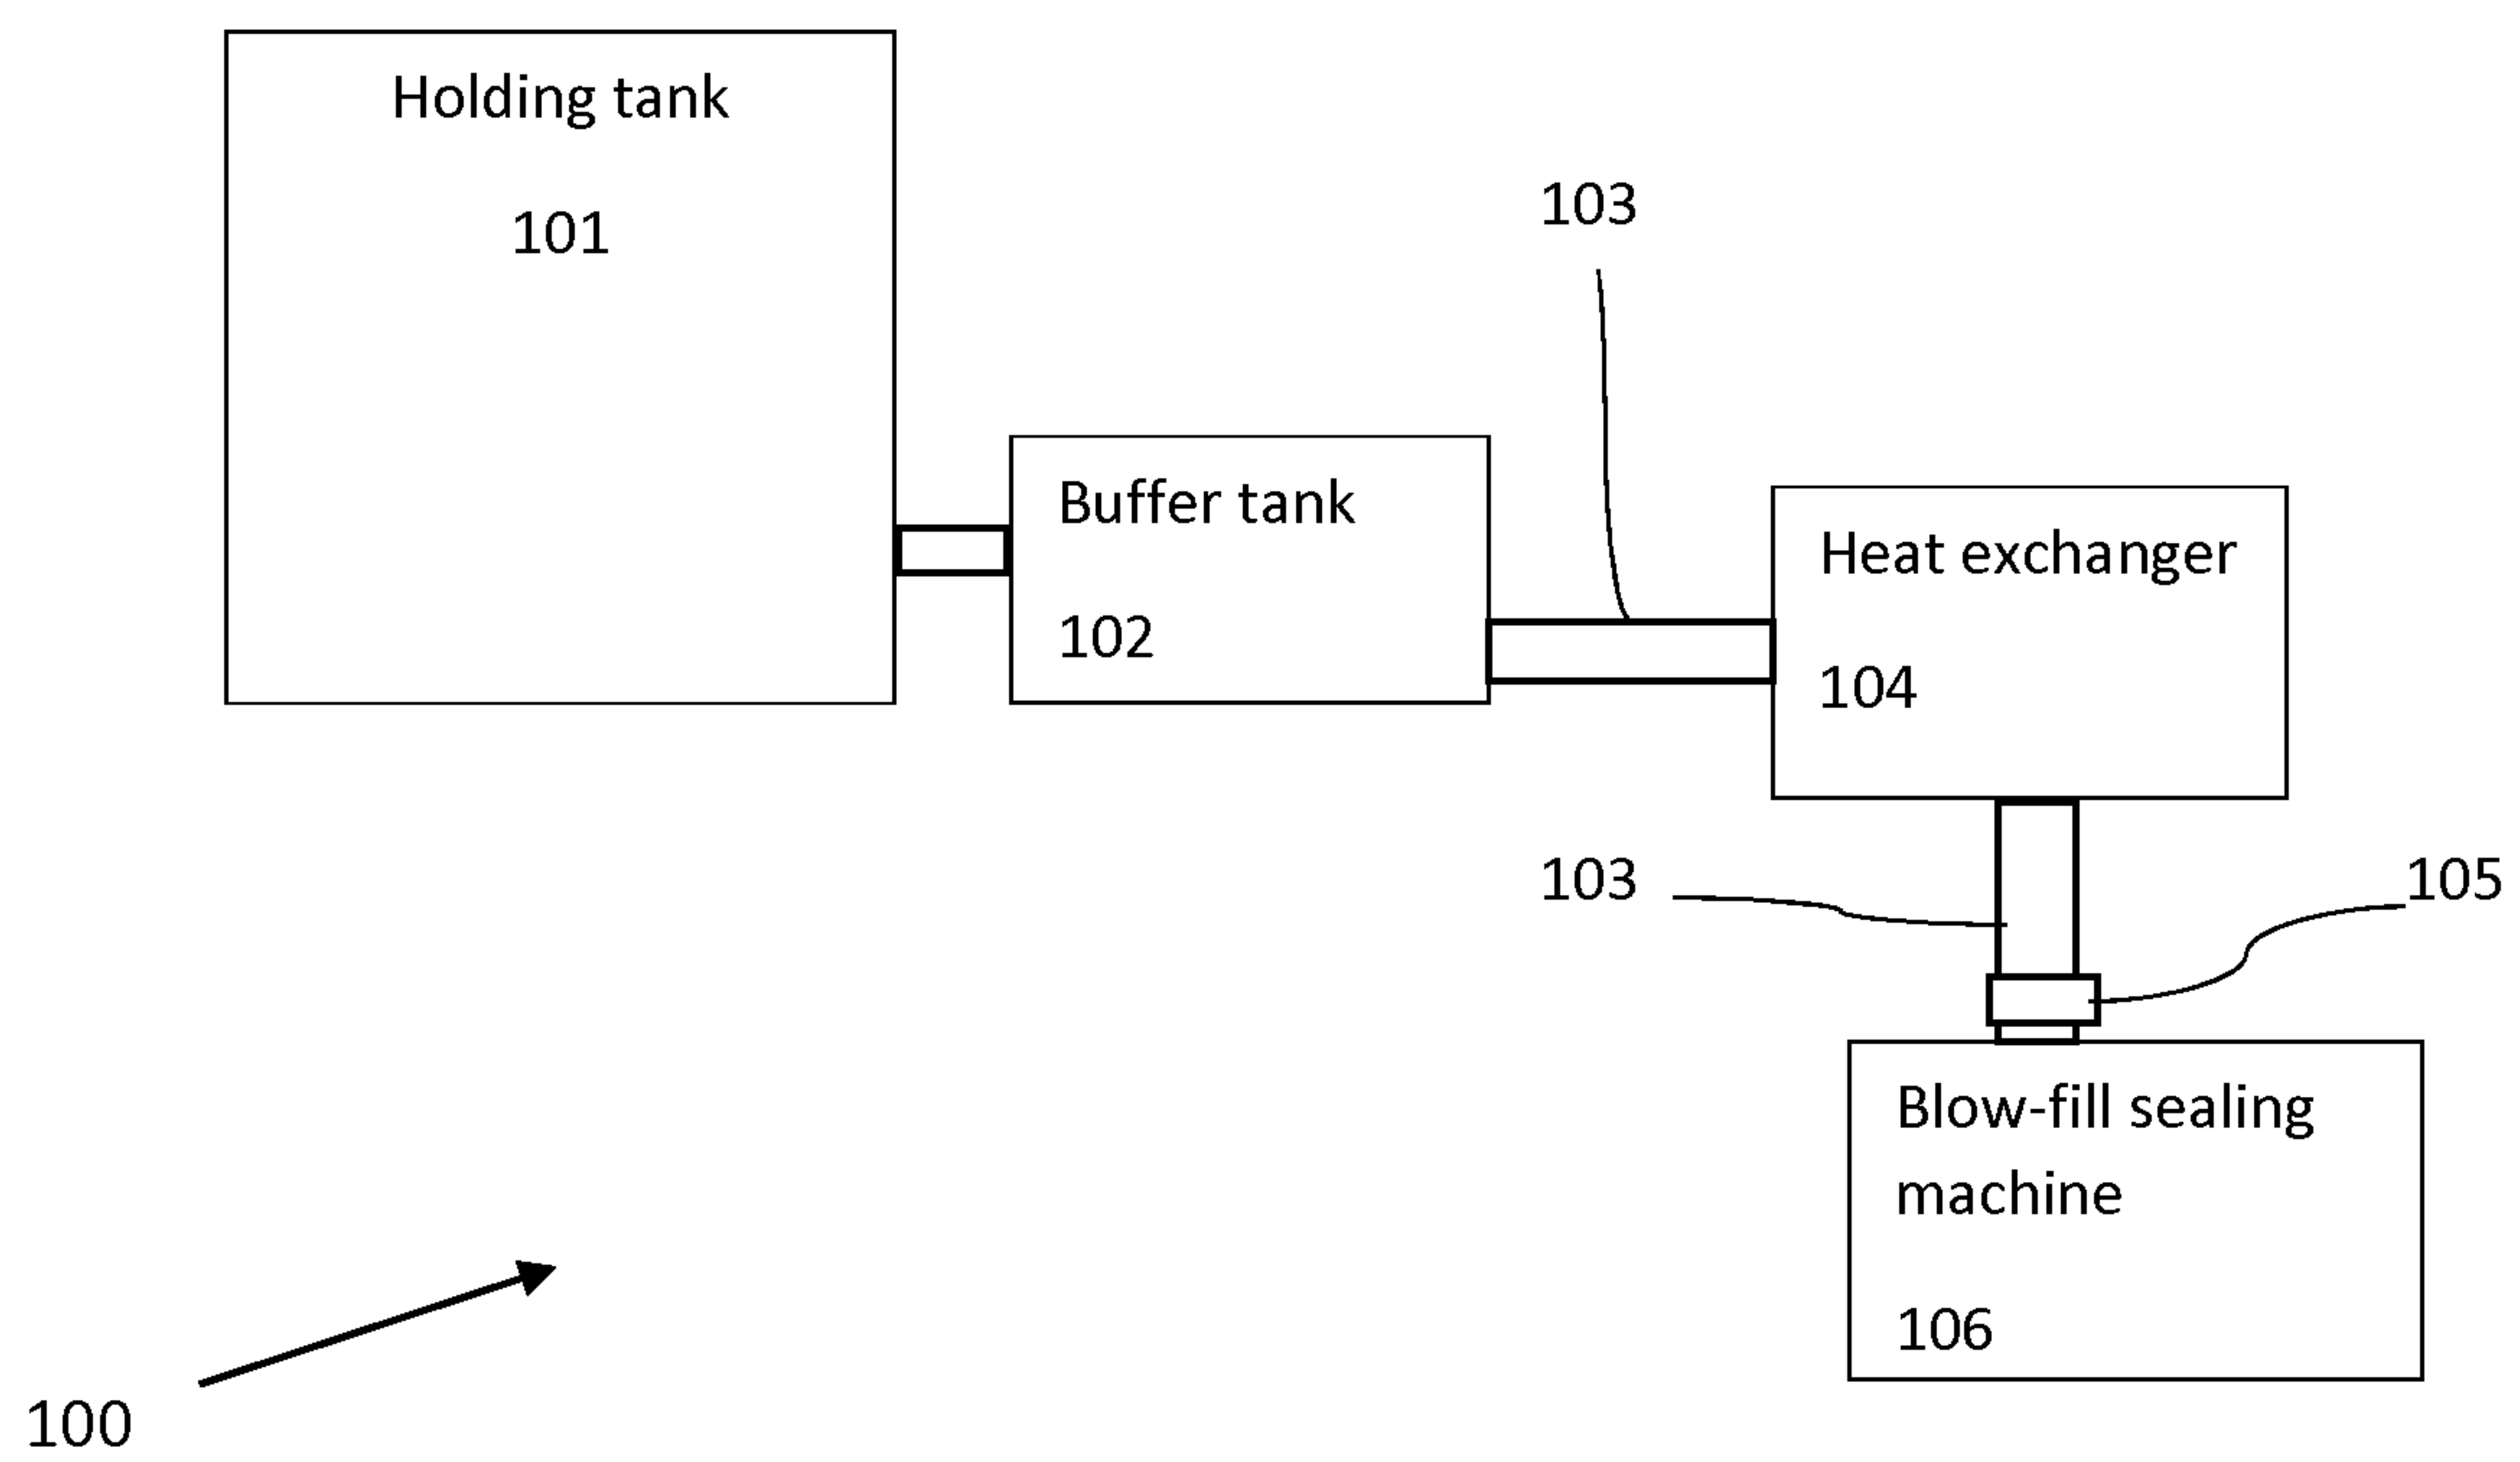 Holding tank
101
103
Buffer tank
102
Heat exchanger
104
103
105
Blow-fill sealing
machine
106
100